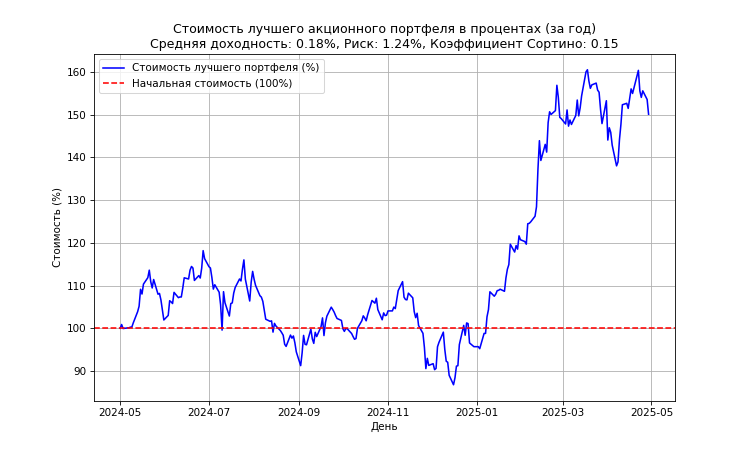 Стоимость лучшего акционного портфеля в процентах (за год)
Средняя доходность: 0.18%, Риск: 1.24%, Коэффициент Сортино: 0.15
Стоимость лучшего портфеля (%)
Начальная стоимость (100%)
Стоимость (%)
160
150
140
130
120
110
100
90
2024-05
2024-07
2024-09
2024-11
2025-01
2025-03
2025-05
День